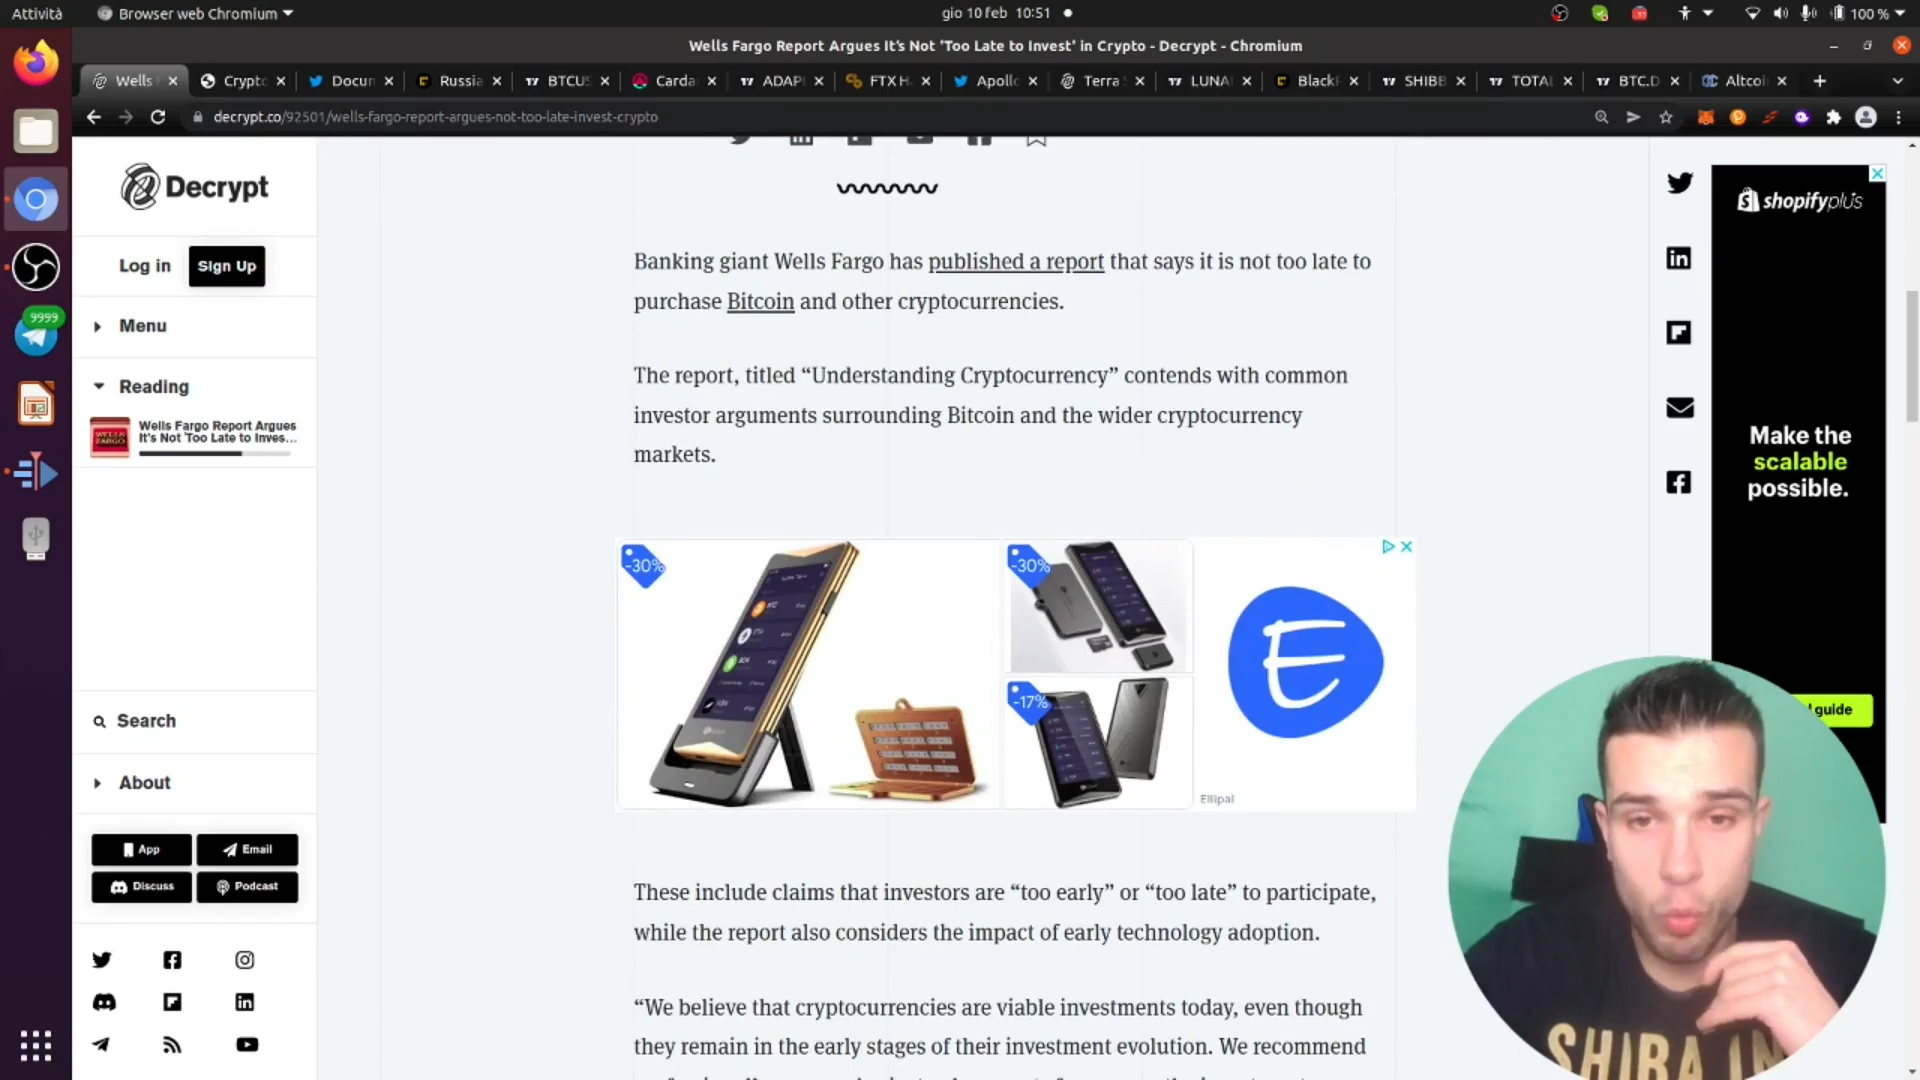 Attività
Browser web Chromium
gio 10 feb 10:51
100 %
Wells Fargo Report Argues It's Not 'Too Late to Invest' in Crypto - Decrypt - Chromium
Wells
Crypto
Docum
Russia
BTCUS
Carda
ADAP
FTX H
Apollo
Terra
LUNA
Black
SHIBB
TOTAL
BTC.D
Altcoi
decrypt.co/92501/wells-fargo-report-argues-not-too-late-invest-crypto
Decrypt
Log in
Sign Up
9999
Menu
Reading
WELLS FARGO
Wells Fargo Report Argues
It's Not 'Too Late to Inves...
Search
About
App
Email
Discuss
Podcast
Banking giant Wells Fargo has published a report that says it is not too late to
purchase Bitcoin and other cryptocurrencies.
The report, titled “Understanding Cryptocurrency” contends with common
investor arguments surrounding Bitcoin and the wider cryptocurrency
markets.
-30%
-30%
-17%
E
Ellipal
These include claims that investors are “too early” or “too late” to participate,
while the report also considers the impact of early technology adoption.
“We believe that cryptocurrencies are viable investments today, even though
they remain in the early stages of their investment evolution. We recommend
shopifyplus
Make the
scalable
possible.
guide
SHIBA IN